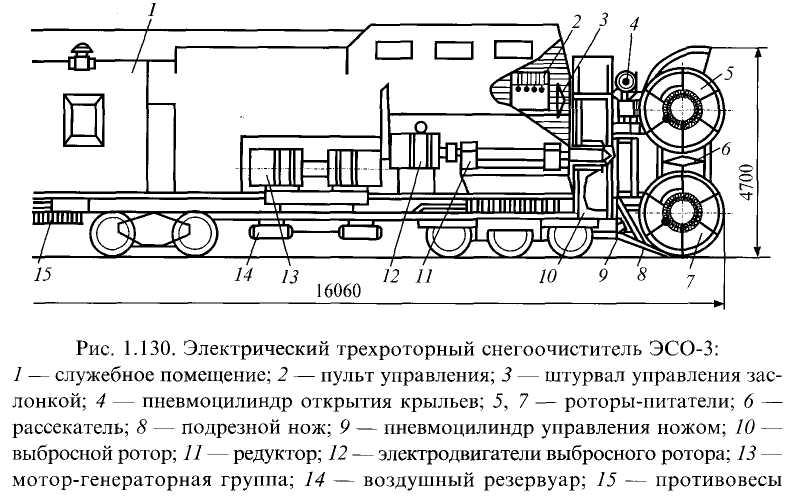 1
2
3
4
5
6
4700
15
14
13
12
11
10
9
8
7
16060
Рис. 1.130. Электрический трехроторный снегоочиститель ЭСО-3:
1 — служебное помещение; 2 — пульт управления; 3 — штурвал управления зас-
лонкой; 4 — пневмоцилиндр открытия крыльев; 5, 7 — роторы-питатели; 6 —
рассекатель; 8 — подрезной нож; 9 — пневмоцилиндр управления ножом; 10 —
выбросной ротор; 11 — редуктор; 12 — электродвигатели выбросного ротора; 13 —
мотор-генераторная группа; 14 — воздушный резервуар; 15 — противовесы